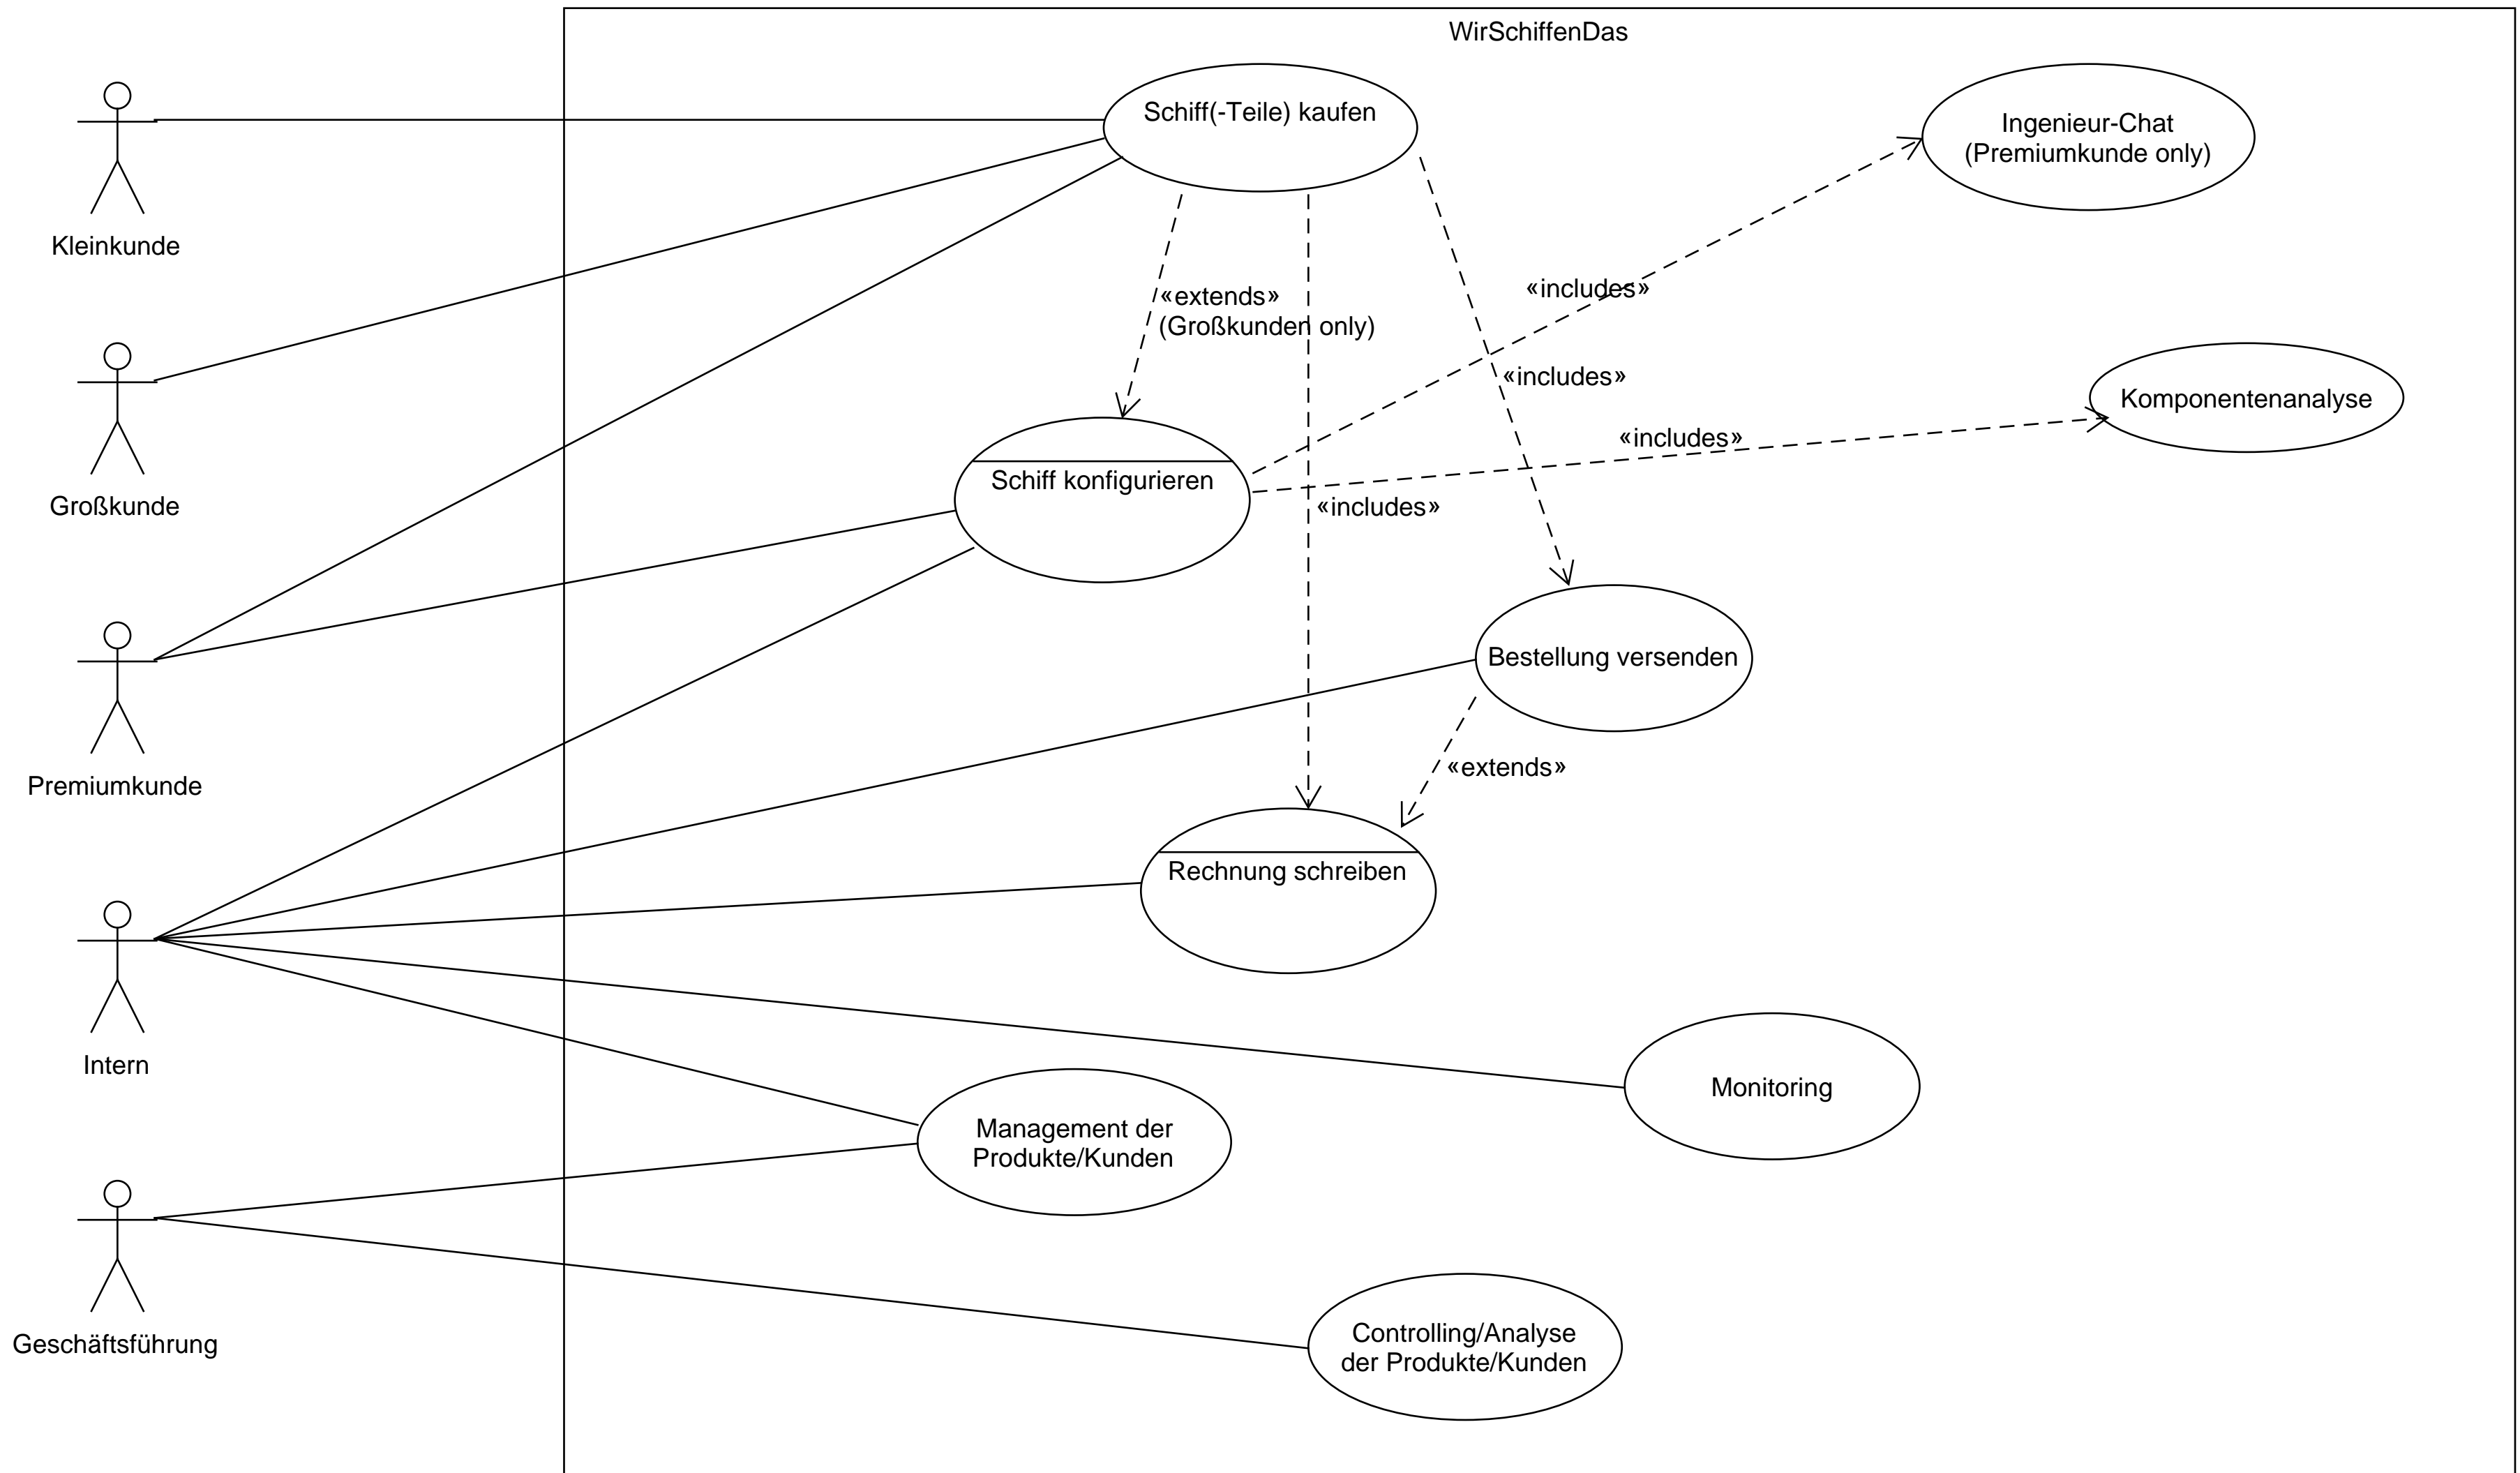 WirSchiffenDas
Schiff(-Teile) kaufen
Ingenieur-Chat
(Premiumkunde only)
Kleinkunde
«includes»
«extends»
(Großkunden only)
«includes»
Komponentenanalyse
«includes»
Schiff konfigurieren
Großkunde
«includes»
Bestellung versenden
«extends»
Premiumkunde
Rechnung schreiben
Intern
Monitoring
Management der
Produkte/Kunden
Geschäftsführung
Controlling/Analyse
der Produkte/Kunden